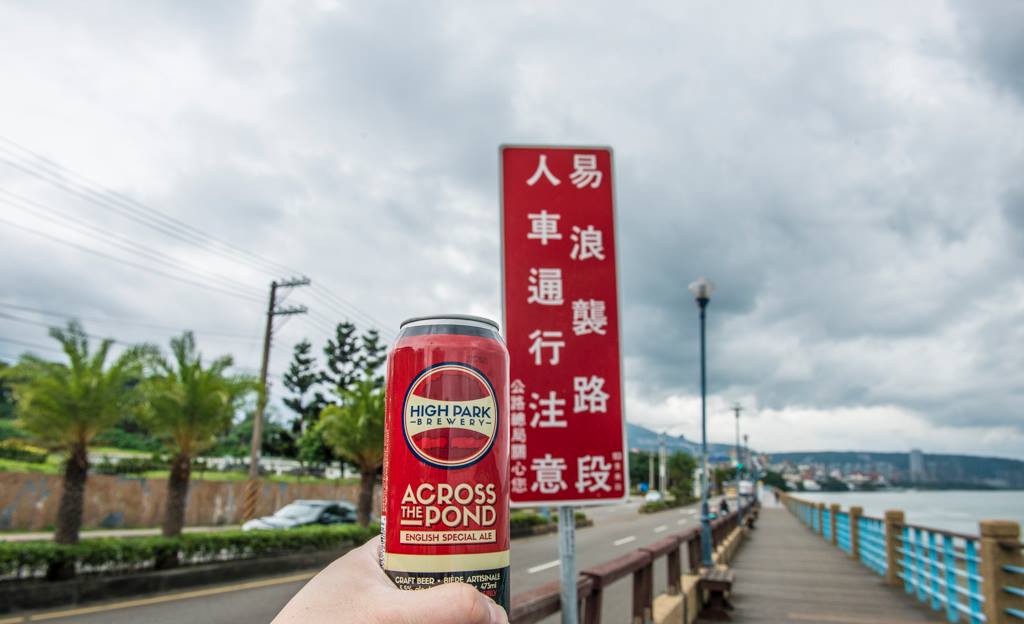 易浪襲路段
人車通行注意
公路總局關心您
HIGH PARK
BREWERY
ACROSS
THE POND
ENGLISH SPECIAL ALE
CRAFT BEER • BIÈRE ARTISANALE
473ml